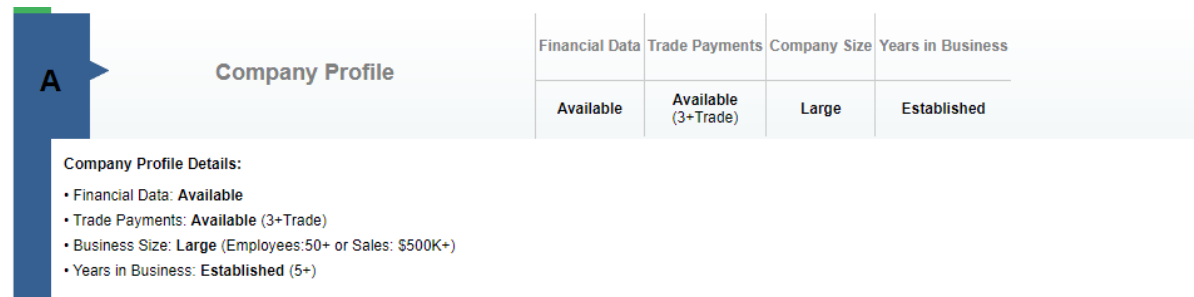 A
Company Profile
Financial Data Trade Payments Company Size Years in Business
Available Available (3+Trade) Large Established
Company Profile Details:
• Financial Data: Available
• Trade Payments: Available (3+Trade)
• Business Size: Large (Employees:50+ or Sales: $500K+)
• Years in Business: Established (5+)